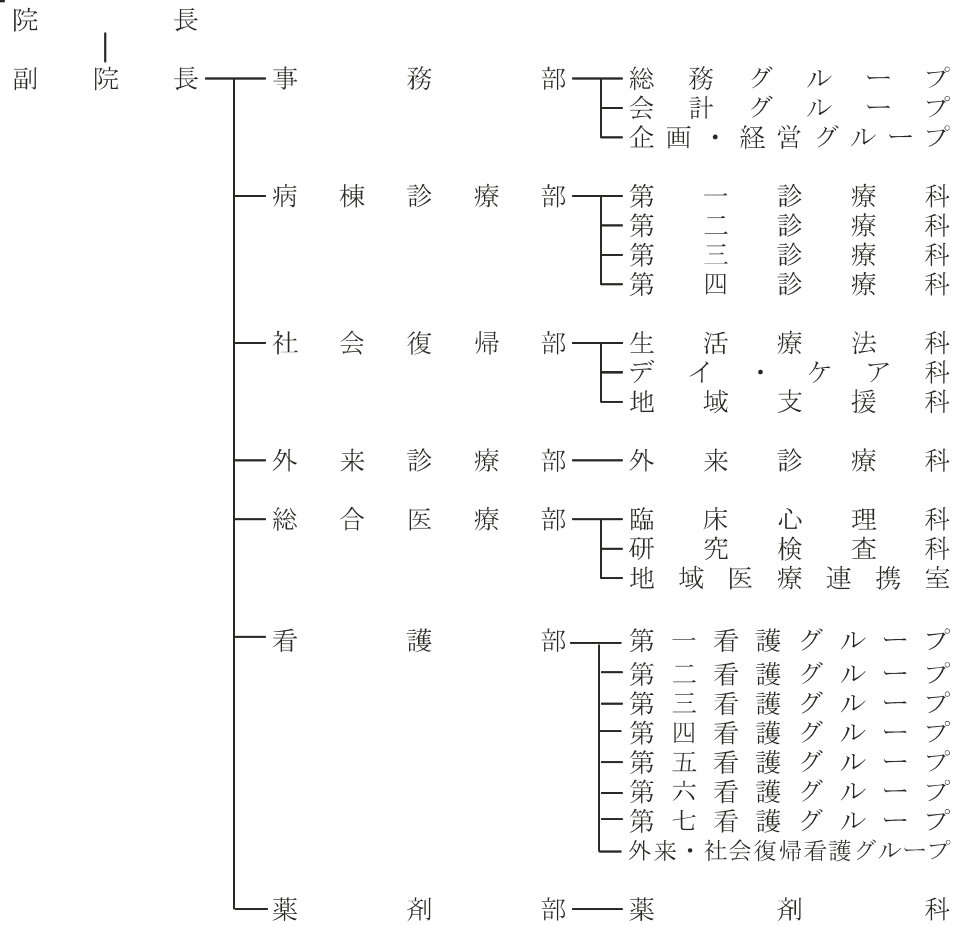 院長
副院長 事務部 総務グループ
会計グループ
企画・経営グループ
病棟診療部 第一診療科
第二診療科
第三診療科
第四診療科
社会復帰部 生活療法科
デイ・ケア科
地域支援科
外来診療部 外来診療科
総合医療部 臨床心理科
研究検査科
地域医療連携室
看護部 第一看護グループ
第二看護グループ
第三看護グループ
第四看護グループ
第五看護グループ
第六看護グループ
第七看護グループ
外来・社会復帰看護グループ
薬剤部 薬剤科